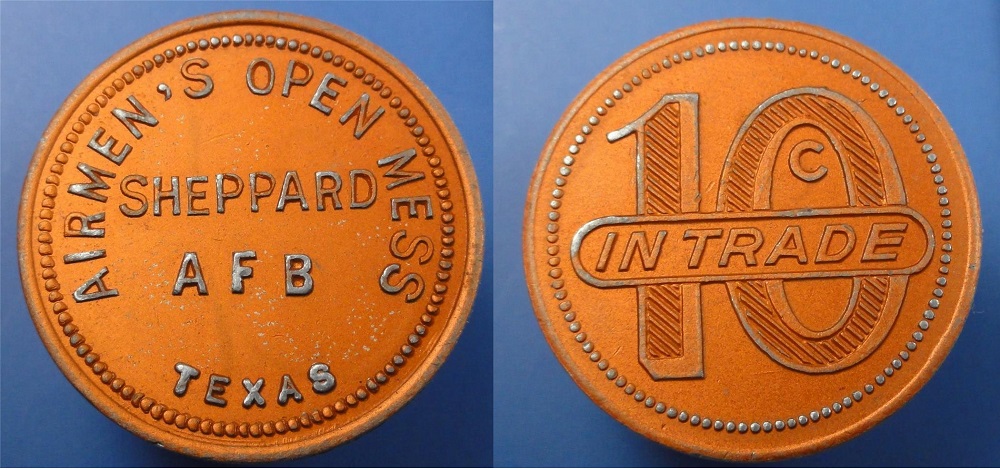 AIRMEN'S OPEN MESS
SHEPPARD
AFB
TEXAS
10
C
IN TRADE